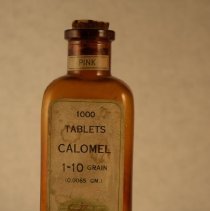 PINK
1000
TABLETS
CALOMEL
1-10 GRAIN
(0.0065 GM.)